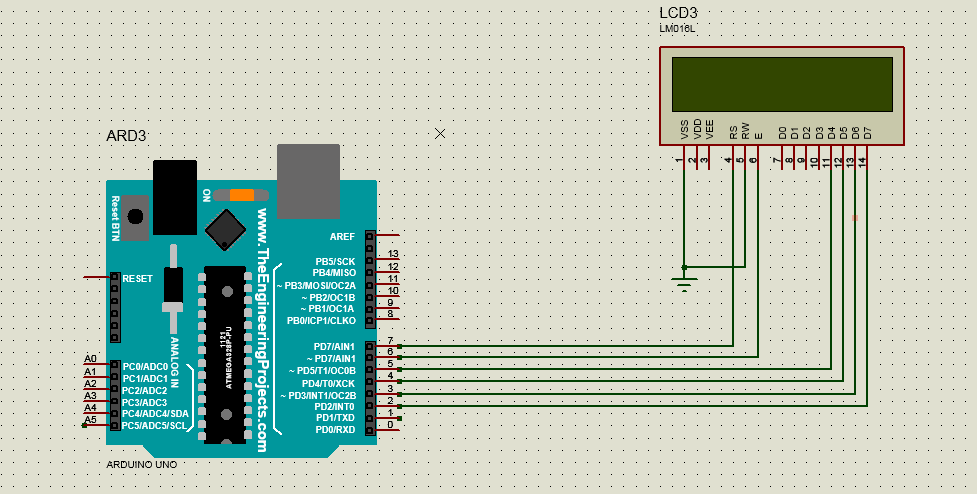 LCD3
LM016L
VSS
VDD
VEE
RS
RW
E
D0
D1
D2
D3
D4
D5
D6
D7
1
2
3
4
5
6
7
8
9
10
11
12
13
14
ARD3
Reset BTN
ON
www.TheEngineeringProjects.com
1121
ATMEGA328P-PU
ANALOG IN
RESET
A0 PC0/ADC0
A1 PC1/ADC1
A2 PC2/ADC2
A3 PC3/ADC3
A4 PC4/ADC4/SDA
A5 PC5/ADC5/SCL
AREF
PB5/SCK 13
PB4/MISO 12
~ PB3/MOSI/OC2A 11
~ PB2/OC1B 10
~ PB1/OC1A 9
PB0/ICP1/CLKO 8
PD7/AIN1 7
~ PD7/AIN1 6
~ PD5/T1/OC0B 5
PD4/T0/XCK 4
~ PD3/INT1/OC2B 3
PD2/INT0 2
PD1/TXD 1
PD0/RXD 0
ARDUINO UNO